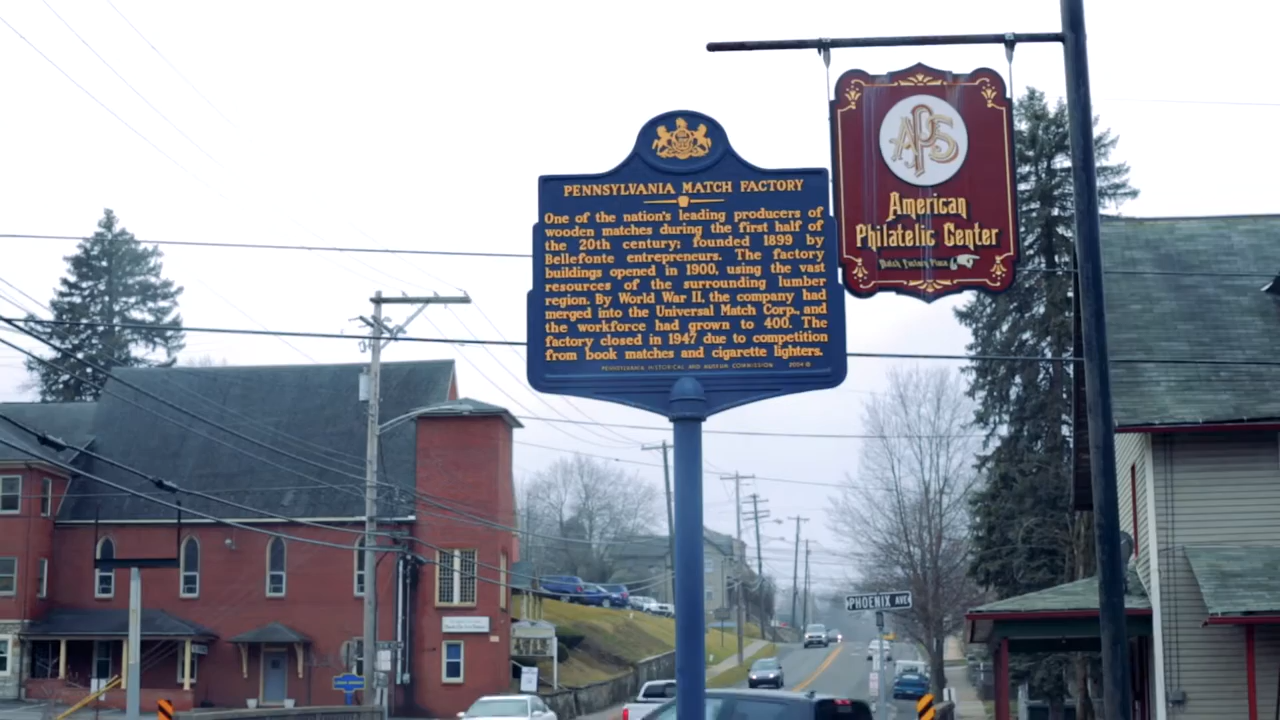 PENNSYLVANIA MATCH FACTORY
One of the nation's leading producers of
wooden matches during the first half of
the 20th century; founded 1899 by
Bellefonte entrepreneurs. The factory
buildings opened in 1900, using the vast
resources of the surrounding lumber
region. By World War II, the company had
merged into the Universal Match Corp., and
the workforce had grown to 400. The
factory closed in 1947 due to competition
from book matches and cigarette lighters.
PENNSYLVANIA HISTORICAL AND MUSEUM COMMISSION 2004
APS
American
Philatelic Center
Match Factory Place
PHOENIX AVE